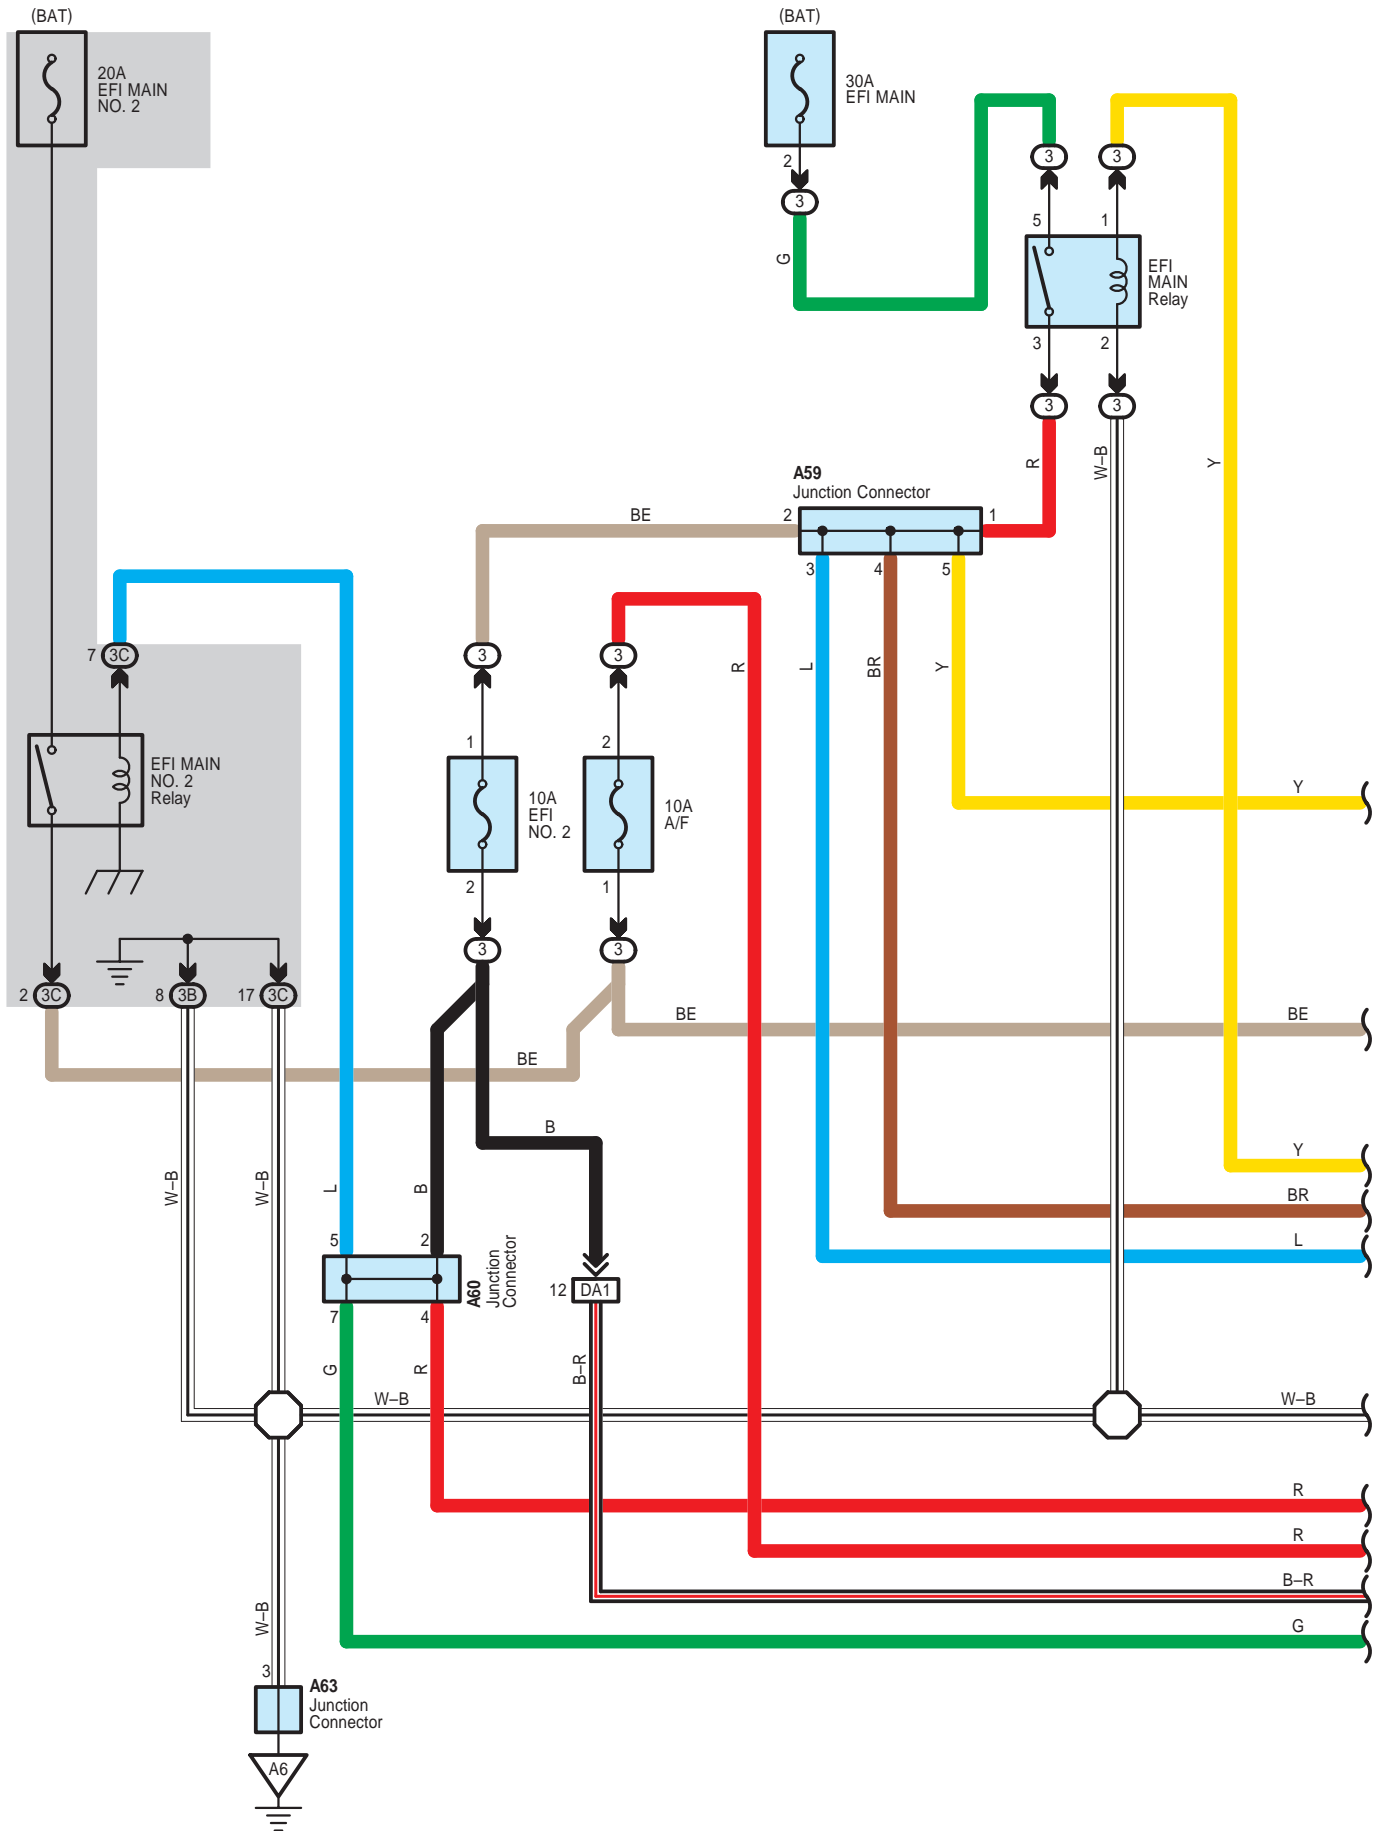 (BAT)
20A
EFI MAIN
NO. 2
(BAT)
30A
EFI MAIN
2
3
G
3
3
5
1
EFI
MAIN
Relay
3
2
3
3
R
W–B
Y
A59
Junction Connector
BE
2
1
3
4
5
7
3C
3
3
R
L
BR
Y
1
2
EFI MAIN
NO. 2
Relay
10A
EFI
NO. 2
10A
A/F
Y
2
1
3
3
2
3C
8
3B
17
3C
BE
BE
BE
B
Y
W–B
W–B
L
B
BR
L
5
2
A60
Junction
Connector
12
DA1
7
4
G
R
B–R
W–B
W–B
R
R
B–R
G
W–B
3
A63
Junction
Connector
A6